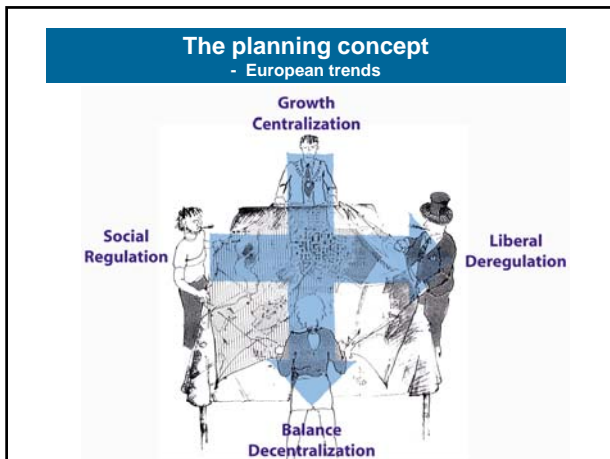 The planning concept
- European trends
Growth
Centralization
Social
Regulation
Liberal
Deregulation
Balance
Decentralization